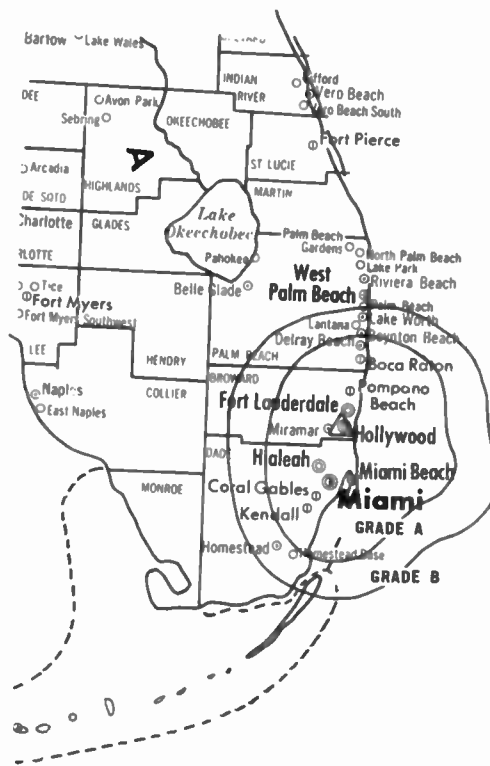 Bartow
Lake Wales
INDIAN
RIVER
Vero Beach
Vero Beach South
DEE
Avon Park
Sebring
OKEECHOBEE
Fort Pierce
ST LUCIE
Arcadia
HIGHLANDS
MARTIN
DE SOTO
Charlotte
GLADES
Lake
Okeechobee
Palm Beach
Gardens
North Palm Beach
RLOTTE
Pahokee
Lake Park
West
Palm Beach
Riviera Beach
Belle Glade
Palm Beach
Fort Myers
Fort Myers Southwest
Lantana
Lake Worth
Boynton Beach
Delray Beach
LEE
HENDRY
PALM BEACH
Boca Raton
BROWARD
COLLIER
Naples
East Naples
Pompano
Beach
Fort Lauderdale
Miramar
Hollywood
DADE
Hialeah
Miami Beach
MONROE
Coral Gables
Miami
Kendall
GRADE A
Homestead
Homestead Base
GRADE B